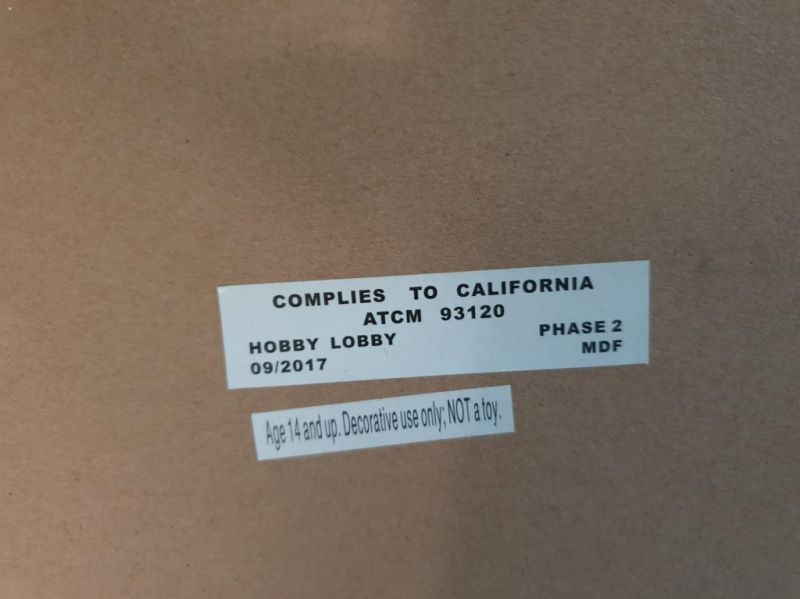 COMPLIES TO CALIFORNIA
ATCM 93120
HOBBY LOBBY
PHASE 2
09/2017
MDF
Age 14 and up. Decorative use only; NOT a toy.